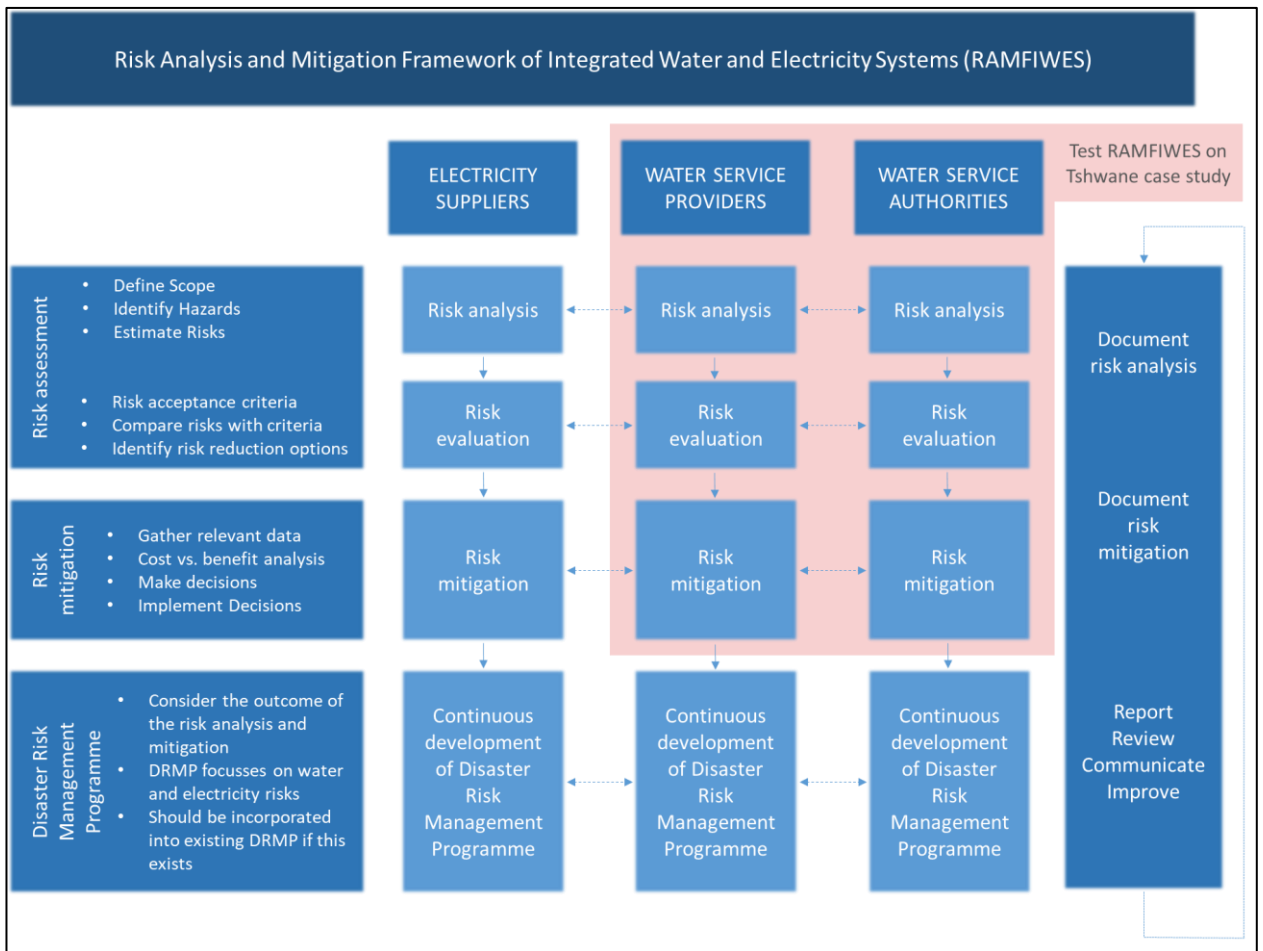 Risk Analysis and Mitigation Framework of Integrated Water and Electricity Systems (RAMFIWES)
ELECTRICITY
SUPPLIERS
WATER SERVICE
PROVIDERS
WATER SERVICE
AUTHORITIES
Test RAMFIWES on
Tshwane case study
Risk assessment
• Define Scope
• Identify Hazards
• Estimate Risks
• Risk acceptance criteria
• Compare risks with criteria
• Identify risk reduction options
Risk analysis
Risk analysis
Risk analysis
Risk
evaluation
Risk
evaluation
Risk
evaluation
Risk
mitigation
• Gather relevant data
• Cost vs. benefit analysis
• Make decisions
• Implement Decisions
Risk
mitigation
Risk
mitigation
Risk
mitigation
Disaster Risk
Management
Programme
• Consider the outcome of
the risk analysis and
mitigation
• DRMP focusses on water
and electricity risks
• Should be incorporated
into existing DRMP if this
exists
Continuous
development
of Disaster
Risk
Management
Programme
Continuous
development
of Disaster
Risk
Management
Programme
Continuous
development
of Disaster
Risk
Management
Programme
Document
risk analysis
Document
risk
mitigation
Report
Review
Communicate
Improve